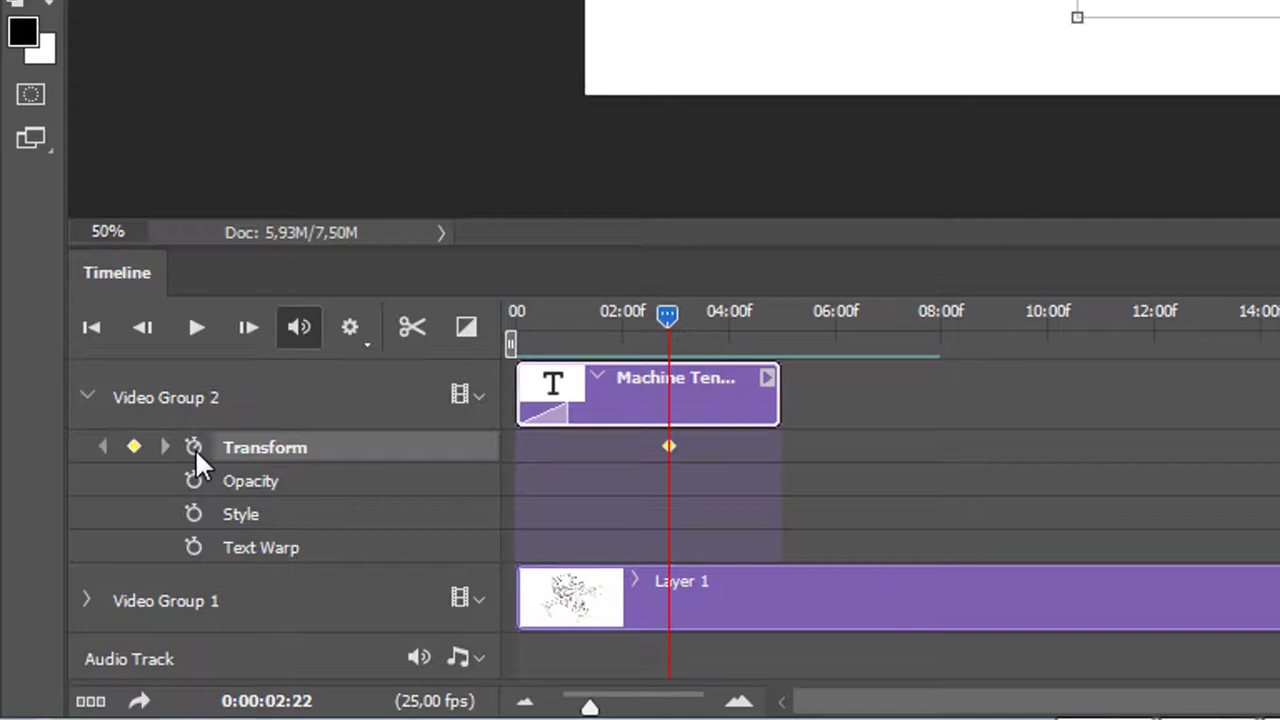 50%
Doc: 5,93M/7,50M
Timeline
00 02:00f 04:00f 06:00f 08:00f 10:00f 12:00f 14:00
Video Group 2
T Machine Ten...
Transform
Opacity
Style
Text Warp
Video Group 1
Layer 1
Audio Track
0:00:02:22
(25,00 fps)